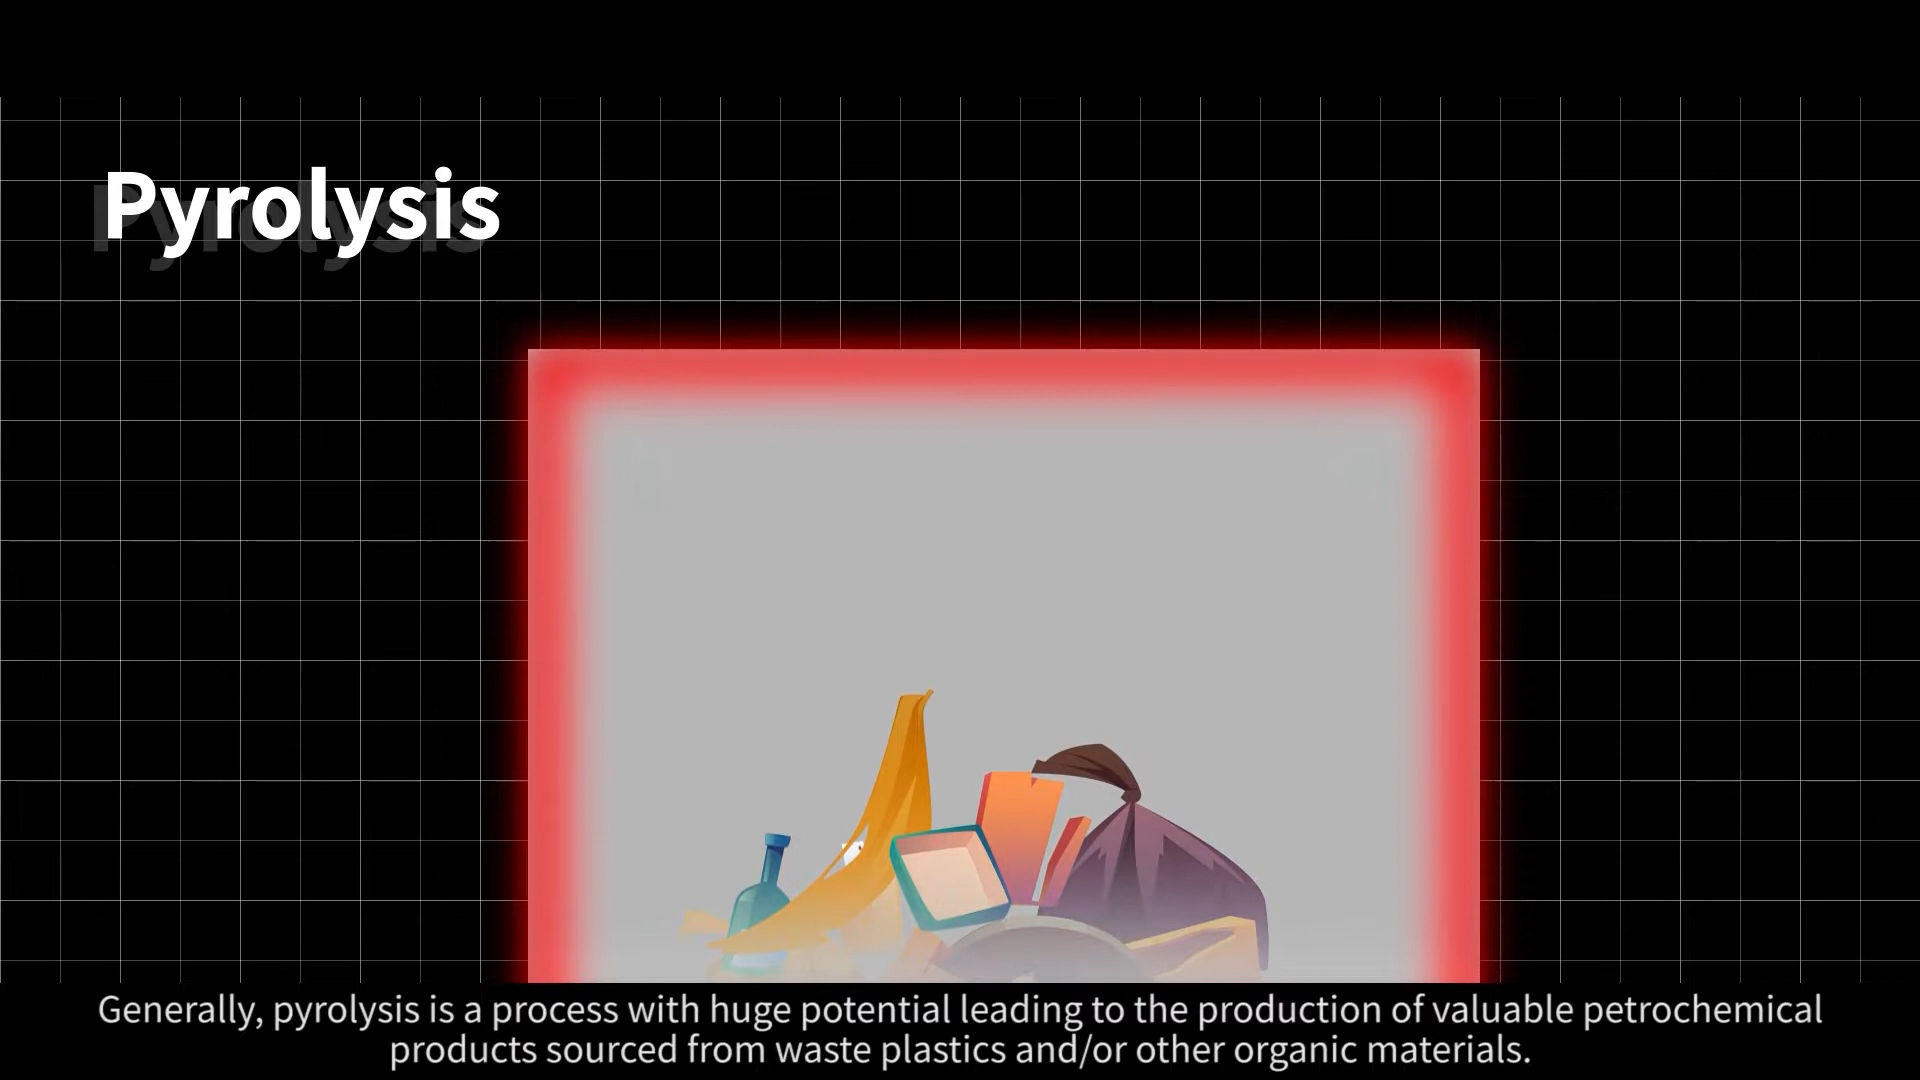 Pyrolysis
Generally, pyrolysis is a process with huge potential leading to the production of valuable petrochemical
products sourced from waste plastics and/or other organic materials.